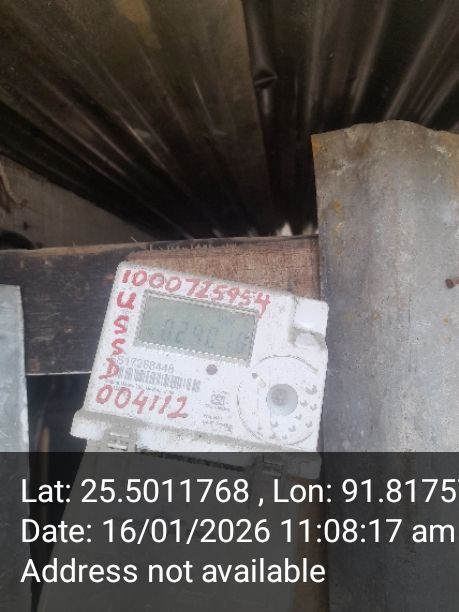 1000725954
USSD
004112
Lat: 25.5011768 , Lon: 91.8175
Date: 16/01/2026 11:08:17 am
Address not available